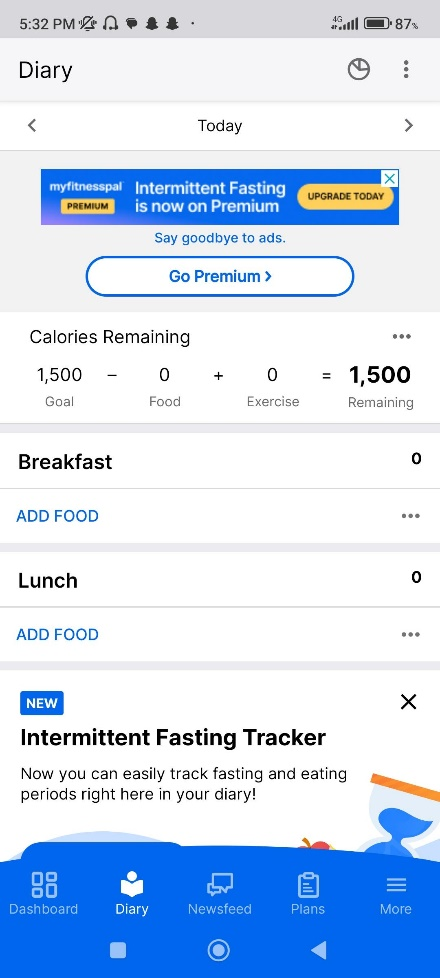 5:32 PM
4G
87%
Diary
Today
myfitnesspal
PREMIUM
Intermittent Fasting
is now on Premium
UPGRADE TODAY
Say goodbye to ads.
Go Premium >
Calories Remaining
1,500 - 0 + 0 = 1,500
Goal Food Exercise Remaining
Breakfast 0
ADD FOOD
Lunch 0
ADD FOOD
NEW
Intermittent Fasting Tracker
Now you can easily track fasting and eating
periods right here in your diary!
Dashboard Diary Newsfeed Plans More